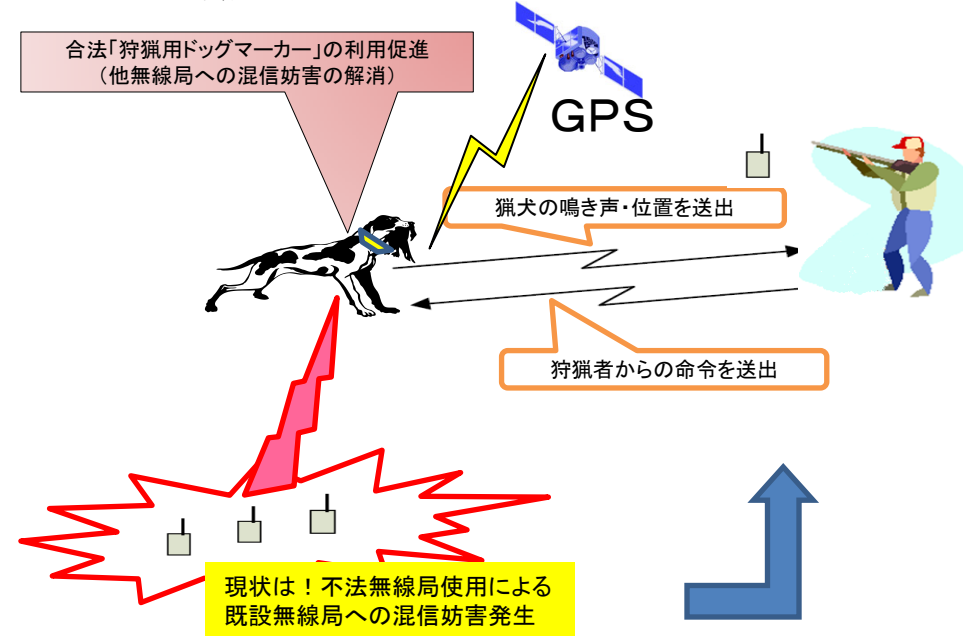 合法「狩猟用ドッグマーカー」の利用促進
（他無線局への混信妨害の解消）
GPS
猟犬の鳴き声・位置を送出
狩猟者からの命令を送出
現状は！不法無線局使用による
既設無線局への混信妨害発生